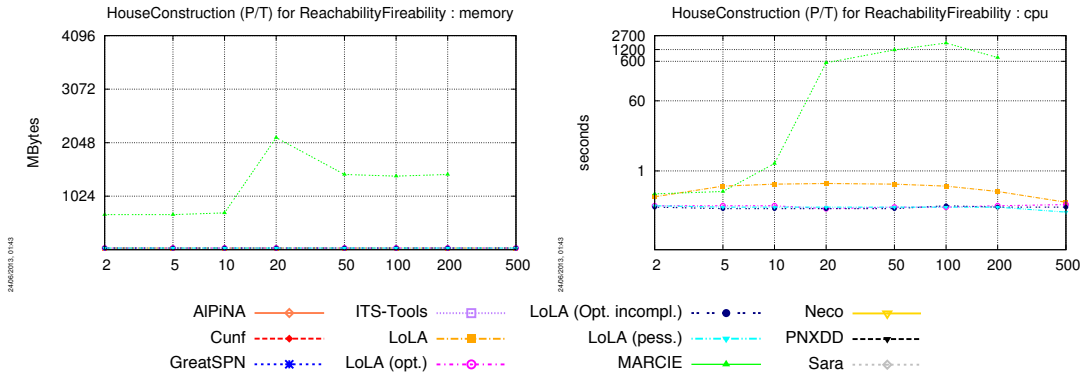 HouseConstruction (P/T) for ReachabilityFireability : memory
4096
3072
2048
1024
MBytes
2 5 10 20 50 100 200 500
24/06/2013, 01:43
HouseConstruction (P/T) for ReachabilityFireability : cpu
2700
1200
600
60
1
seconds
2 5 10 20 50 100 200 500
24/06/2013, 01:43
AlPiNA ITS-Tools LoLA (Opt. incompl.) Neco
Cunf LoLA LoLA (pess.) PNXDD
GreatSPN LoLA (opt.) MARCIE Sara